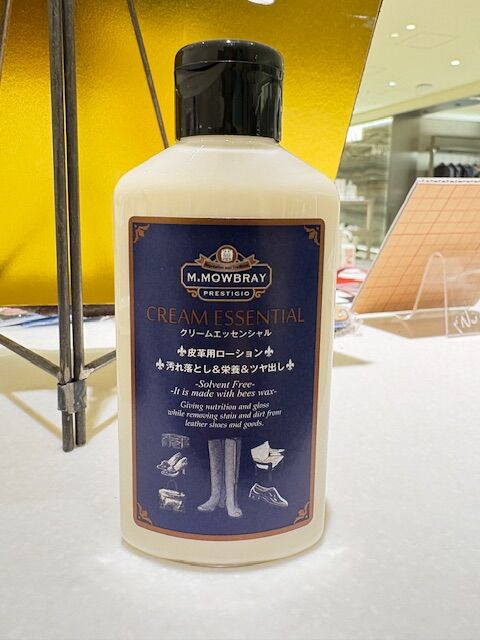 M.MOWBRAY
PRESTIGIO
CREAM ESSENTIAL
クリームエッセンシャル
皮革用ローション
汚れ落とし&栄養&ツヤ出し
-Solvent Free-
-It is made with bees wax-
Giving nutrition and gloss
while removing stain and dirt from
leather shoes and goods.